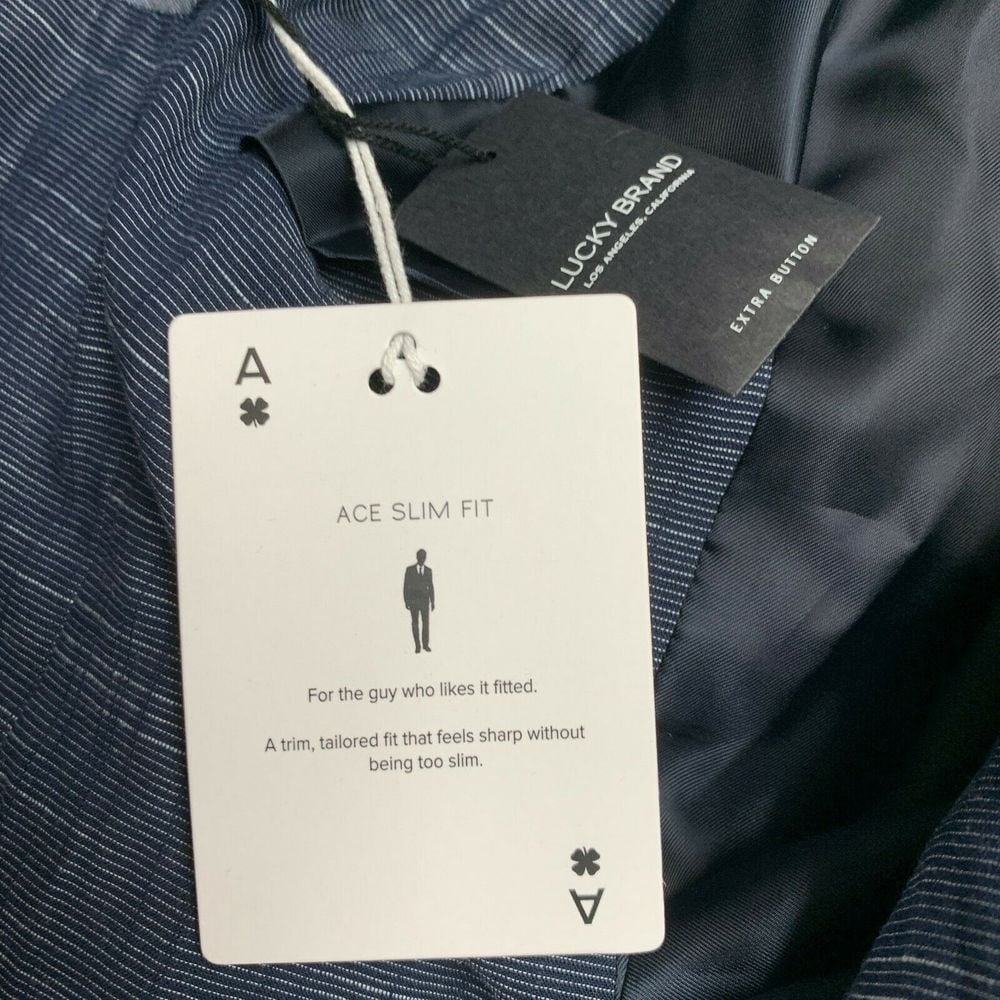 LUCKY BRAND
LOS ANGELES, CALIFORNIA
EXTRA BUTTON
A
ACE SLIM FIT
For the guy who likes it fitted.
A trim, tailored fit that feels sharp without
being too slim.
A